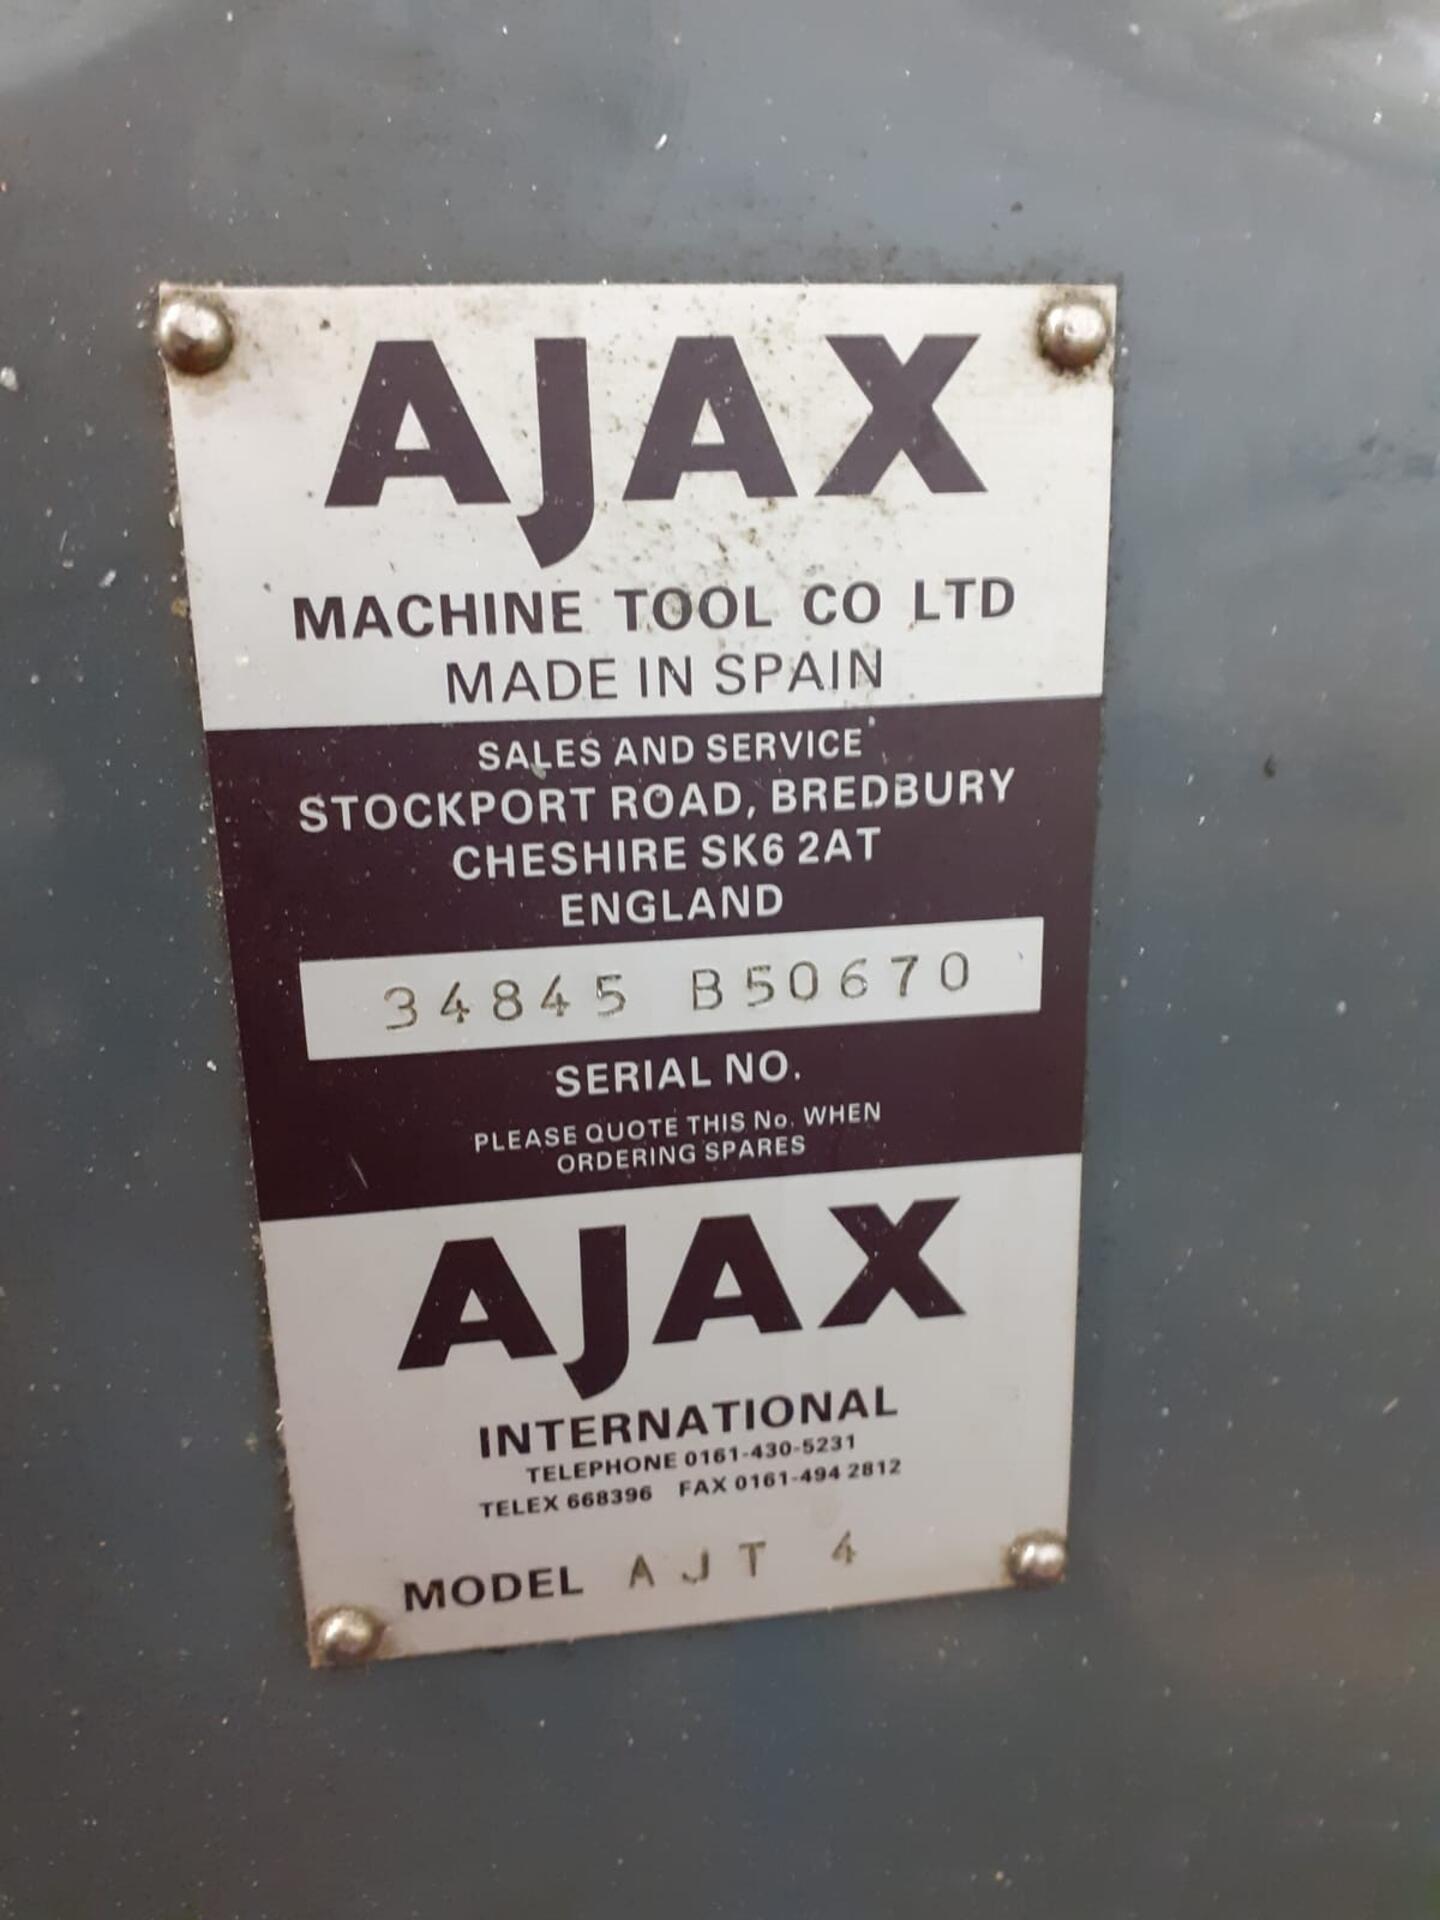 AJAX
MACHINE TOOL CO LTD
MADE IN SPAIN
SALES AND SERVICE
STOCKPORT ROAD, BREDBURY
CHESHIRE SK6 2AT
ENGLAND
34845 B50670
SERIAL NO.
PLEASE QUOTE THIS No. WHEN
ORDERING SPARES
AJAX
INTERNATIONAL
TELEPHONE 0161-430-5231
TELEX 668396 FAX 0161-494 2812
MODEL AJT 4